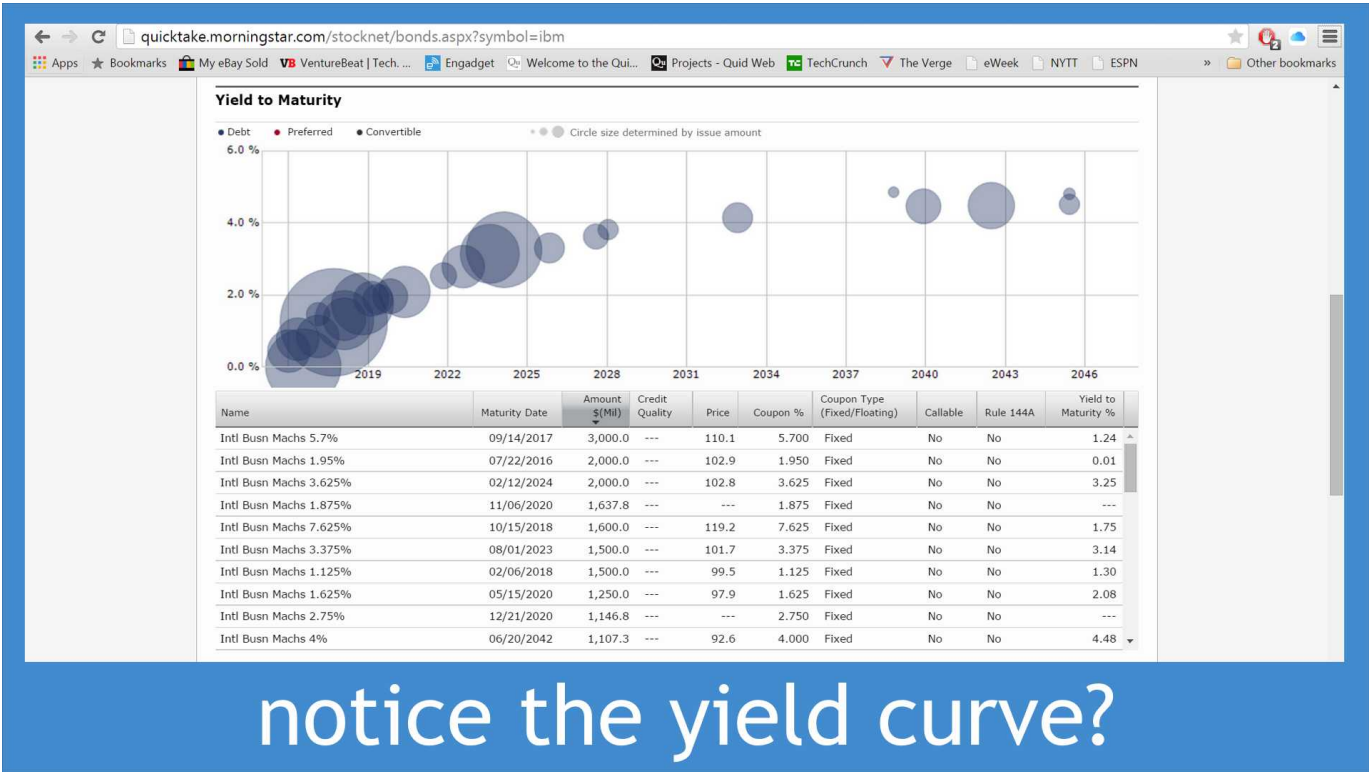 quicktake.morningstar.com/stocknet/bonds.aspx?symbol=ibm
2
Apps Bookmarks My eBay Sold VB VentureBeat | Tech. ... Engadget Qu Welcome to the Qui... Qu Projects - Quid Web TC TechCrunch The Verge eWeek NYTT ESPN » Other bookmarks
Yield to Maturity
Debt Preferred Convertible Circle size determined by issue amount
6.0 %
4.0 %
2.0 %
0.0 %
2019 2022 2025 2028 2031 2034 2037 2040 2043 2046
Amount Credit Coupon Type Yield to
Name Maturity Date $(Mil) Quality Price Coupon % (Fixed/Floating) Callable Rule 144A Maturity %
Intl Busn Machs 5.7% 09/14/2017 3,000.0 --- 110.1 5.700 Fixed No No 1.24
Intl Busn Machs 1.95% 07/22/2016 2,000.0 --- 102.9 1.950 Fixed No No 0.01
Intl Busn Machs 3.625% 02/12/2024 2,000.0 --- 102.8 3.625 Fixed No No 3.25
Intl Busn Machs 1.875% 11/06/2020 1,637.8 --- --- 1.875 Fixed No No ---
Intl Busn Machs 7.625% 10/15/2018 1,600.0 --- 119.2 7.625 Fixed No No 1.75
Intl Busn Machs 3.375% 08/01/2023 1,500.0 --- 101.7 3.375 Fixed No No 3.14
Intl Busn Machs 1.125% 02/06/2018 1,500.0 --- 99.5 1.125 Fixed No No 1.30
Intl Busn Machs 1.625% 05/15/2020 1,250.0 --- 97.9 1.625 Fixed No No 2.08
Intl Busn Machs 2.75% 12/21/2020 1,146.8 --- --- 2.750 Fixed No No ---
Intl Busn Machs 4% 06/20/2042 1,107.3 --- 92.6 4.000 Fixed No No 4.48
notice the yield curve?